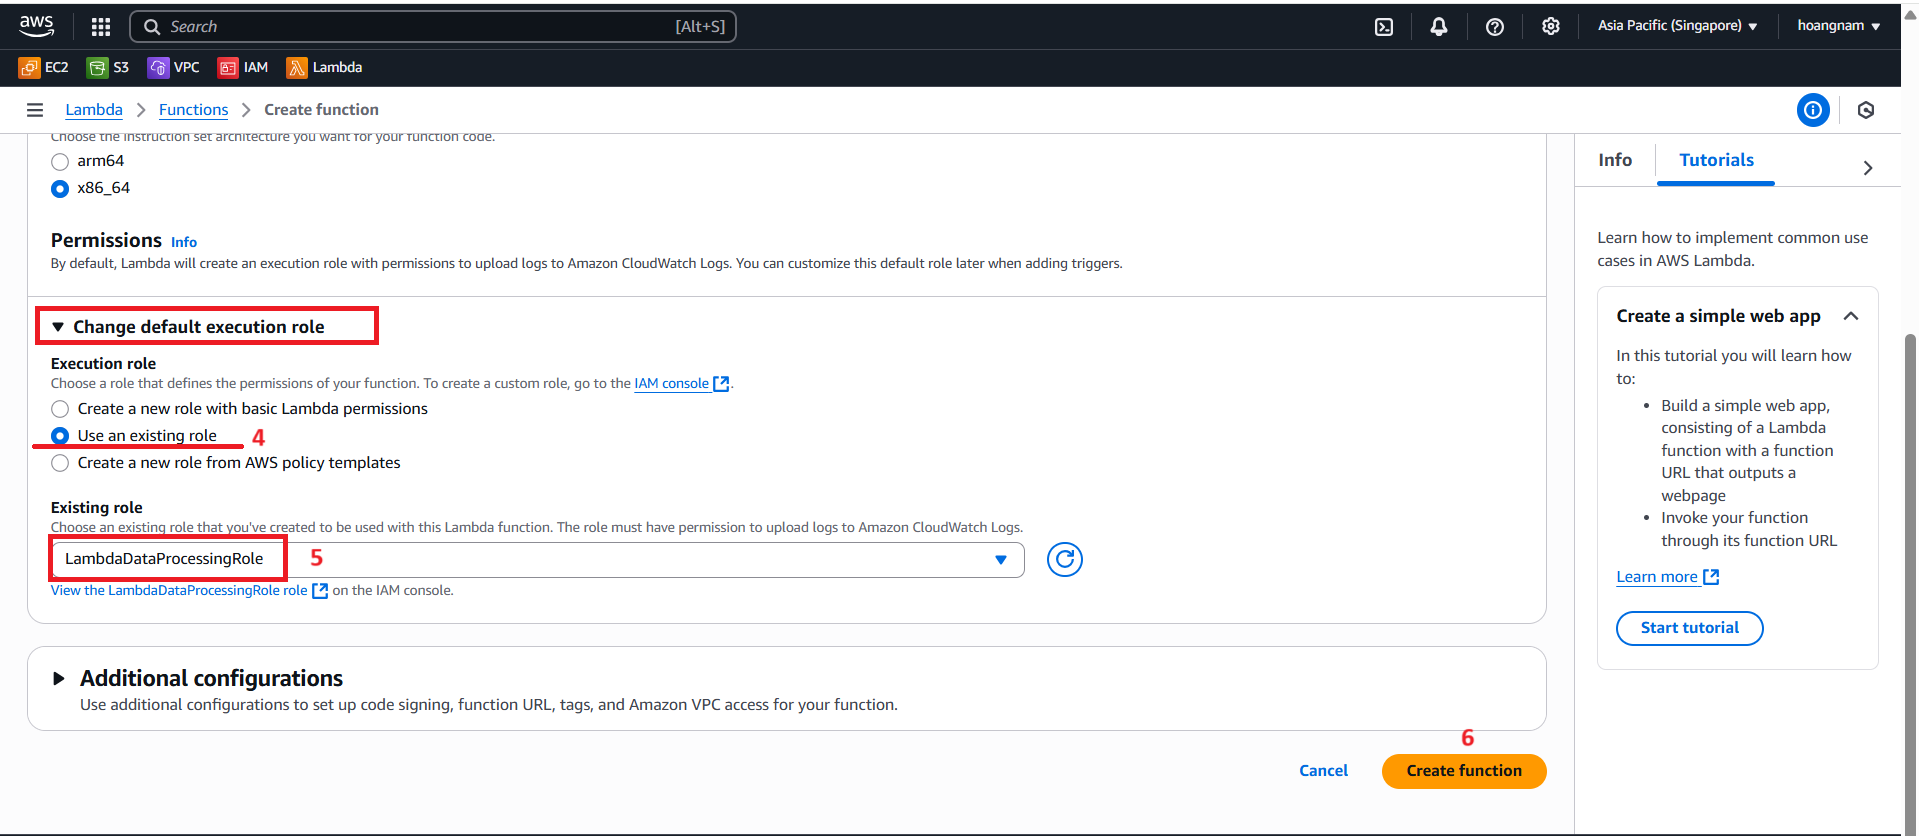 aws
Search [Alt+S]
Asia Pacific (Singapore)
hoangnam
EC2 S3 VPC IAM Lambda
Lambda > Functions > Create function
Choose the instruction set architecture you want for your function code.
arm64
x86_64
Permissions Info
By default, Lambda will create an execution role with permissions to upload logs to Amazon CloudWatch Logs. You can customize this default role later when adding triggers.
Change default execution role
Execution role
Choose a role that defines the permissions of your function. To create a custom role, go to the IAM console.
Create a new role with basic Lambda permissions
Use an existing role 4
Create a new role from AWS policy templates
Existing role
Choose an existing role that you've created to be used with this Lambda function. The role must have permission to upload logs to Amazon CloudWatch Logs.
LambdaDataProcessingRole 5
View the LambdaDataProcessingRole role on the IAM console.
Additional configurations
Use additional configurations to set up code signing, function URL, tags, and Amazon VPC access for your function.
6
Cancel Create function
Info Tutorials
Learn how to implement common use
cases in AWS Lambda.
Create a simple web app
In this tutorial you will learn how
to:
• Build a simple web app,
consisting of a Lambda
function with a function
URL that outputs a
webpage
• Invoke your function
through its function URL
Learn more
Start tutorial